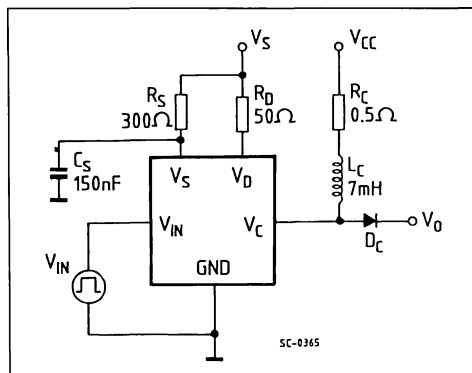 V_S
V_CC
R_S
300Ω
R_D
50Ω
R_C
0.5Ω
C_S
150nF
L_C
7mH
V_S
V_D
V_IN
V_C
V_O
D_C
V_IN
GND
SC-0365